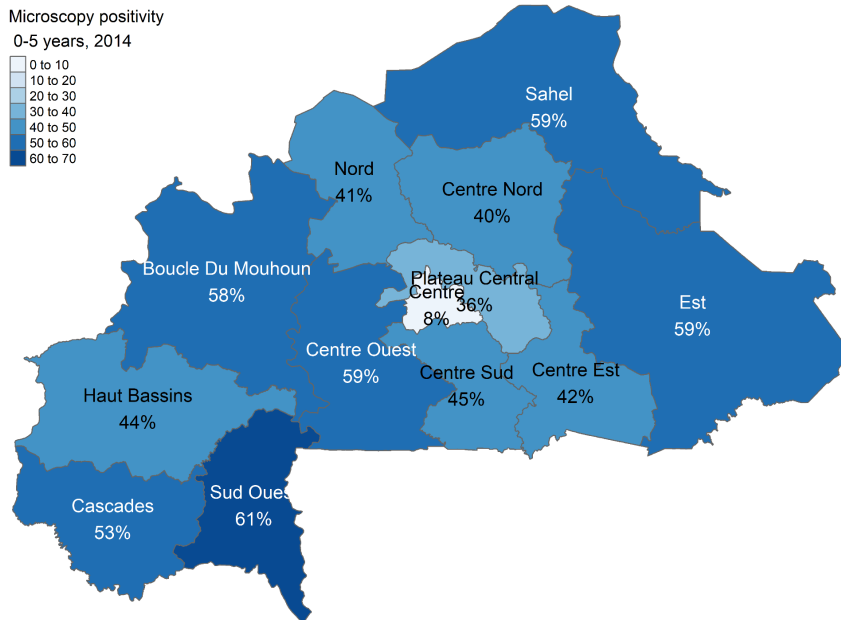 Microscopy positivity
0-5 years, 2014
0 to 10
10 to 20
20 to 30
30 to 40
40 to 50
50 to 60
60 to 70
Sahel
59%
Nord
41%
Centre Nord
40%
Boucle Du Mouhoun
58%
Plateau Central
36%
Centre
8%
Est
59%
Centre Ouest
59%
Centre Sud
45%
Centre Est
42%
Haut Bassins
44%
Cascades
53%
Sud Oues
61%